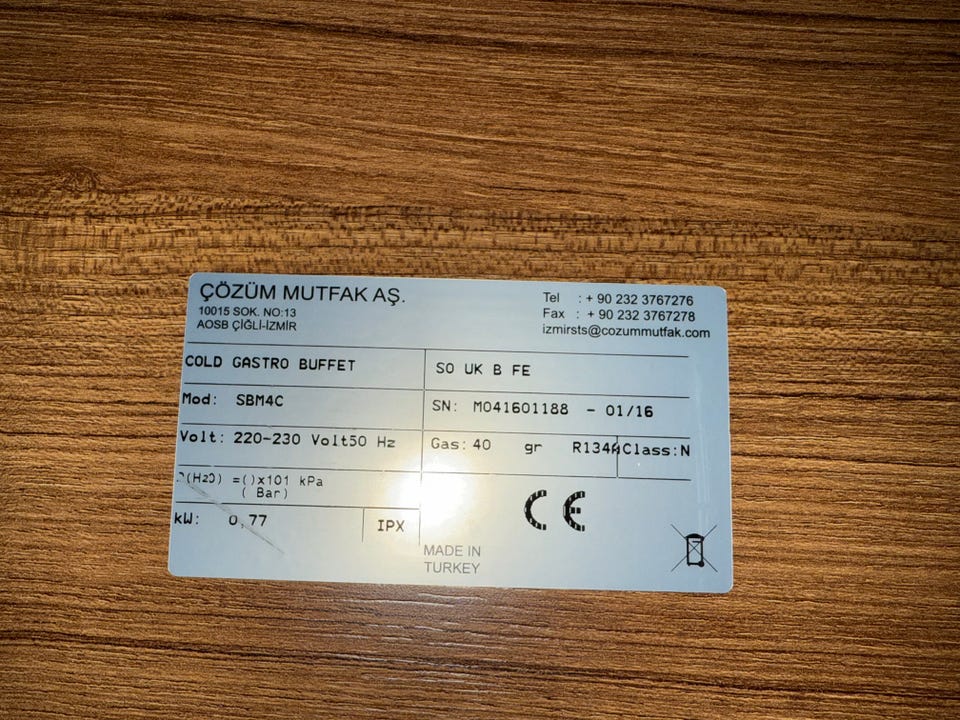 ÇÖZÜM MUTFAK AŞ.
10015 SOK. NO:13
AOSB ÇİĞLİ-İZMİR
Tel : + 90 232 3767276
Fax : + 90 232 3767278
izmirsts@cozummutfak.com
COLD GASTRO BUFFET
SO UK B FE
Mod: SBM4C
SN: M041601188 - 01/16
Volt: 220-230 Volt50 Hz
Gas: 40 gr R134A Class:N
(H2O) =()x101 kPa
( Bar)
kW: 0,77
IPX
CE
MADE IN
TURKEY